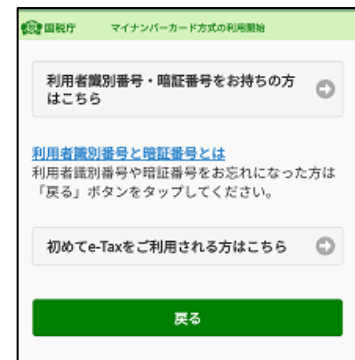 国税庁 マイナンバーカード方式の利用開始
利用者識別番号・暗証番号をお持ちの方
はこちら
利用者識別番号と暗証番号とは
利用者識別番号や暗証番号をお忘れになった方は
「戻る」ボタンをタップしてください。
初めてe-Taxをご利用される方はこちら
戻る